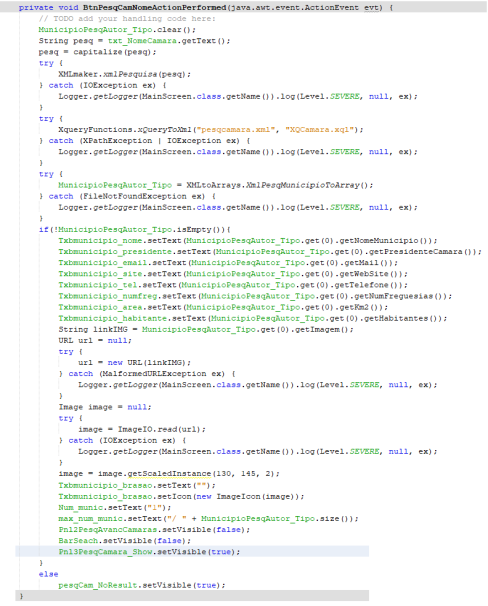 private void BtnPesqCamNomeActionPerformed(java.awt.event.ActionEvent evt) {
// TODO add your handling code here:
MunicipioPesqAutor_Tipo.clear();
String pesq = txt_NomeCamara.getText();
pesq = capitalize(pesq);
try {
XMLmaker.xmlPesquisa(pesq);
} catch (IOException ex) {
Logger.getLogger(MainScreen.class.getName()).log(Level.SEVERE, null, ex);
}
try {
XqueryFunctions.xQueryToXml("pesqcamara.xml", "XQCamara.xql");
} catch (XPathException | IOException ex) {
Logger.getLogger(MainScreen.class.getName()).log(Level.SEVERE, null, ex);
}
try {
MunicipioPesqAutor_Tipo = XMLtoArrays.XmlPesqMunicipioToArray();
} catch (FileNotFoundException ex) {
Logger.getLogger(MainScreen.class.getName()).log(Level.SEVERE, null, ex);
}
if(!MunicipioPesqAutor_Tipo.isEmpty()){
Txbmunicipio_nome.setText(MunicipioPesqAutor_Tipo.get(0).getNomeMunicipio());
Txbmunicipio_presidente.setText(MunicipioPesqAutor_Tipo.get(0).getPresidenteCamara());
Txbmunicipio_email.setText(MunicipioPesqAutor_Tipo.get(0).getMail());
Txbmunicipio_site.setText(MunicipioPesqAutor_Tipo.get(0).getWebSite());
Txbmunicipio_tel.setText(MunicipioPesqAutor_Tipo.get(0).getTelefone());
Txbmunicipio_numfreg.setText(MunicipioPesqAutor_Tipo.get(0).getNumFreguesias());
Txbmunicipio_area.setText(MunicipioPesqAutor_Tipo.get(0).getKm2());
Txbmunicipio_habitante.setText(MunicipioPesqAutor_Tipo.get(0).getHabitantes());
String linkIMG = MunicipioPesqAutor_Tipo.get(0).getImagem();
URL url = null;
try {
url = new URL(linkIMG);
} catch (MalformedURLException ex) {
Logger.getLogger(MainScreen.class.getName()).log(Level.SEVERE, null, ex);
}
Image image = null;
try {
image = ImageIO.read(url);
} catch (IOException ex) {
Logger.getLogger(MainScreen.class.getName()).log(Level.SEVERE, null, ex);
}
image = image.getScaledInstance(130, 145, 2);
Txbmunicipio_brasao.setText("");
Txbmunicipio_brasao.setIcon(new ImageIcon(image));
Num_munic.setText("1");
max_num_munic.setText("/ " + MunicipioPesqAutor_Tipo.size());
Pnl2PesqAvancCamaras.setVisible(false);
BarSeach.setVisible(false);
Pnl3PesqCamara_Show.setVisible(true);
}
else
pesqCam_NoResult.setVisible(true);
}